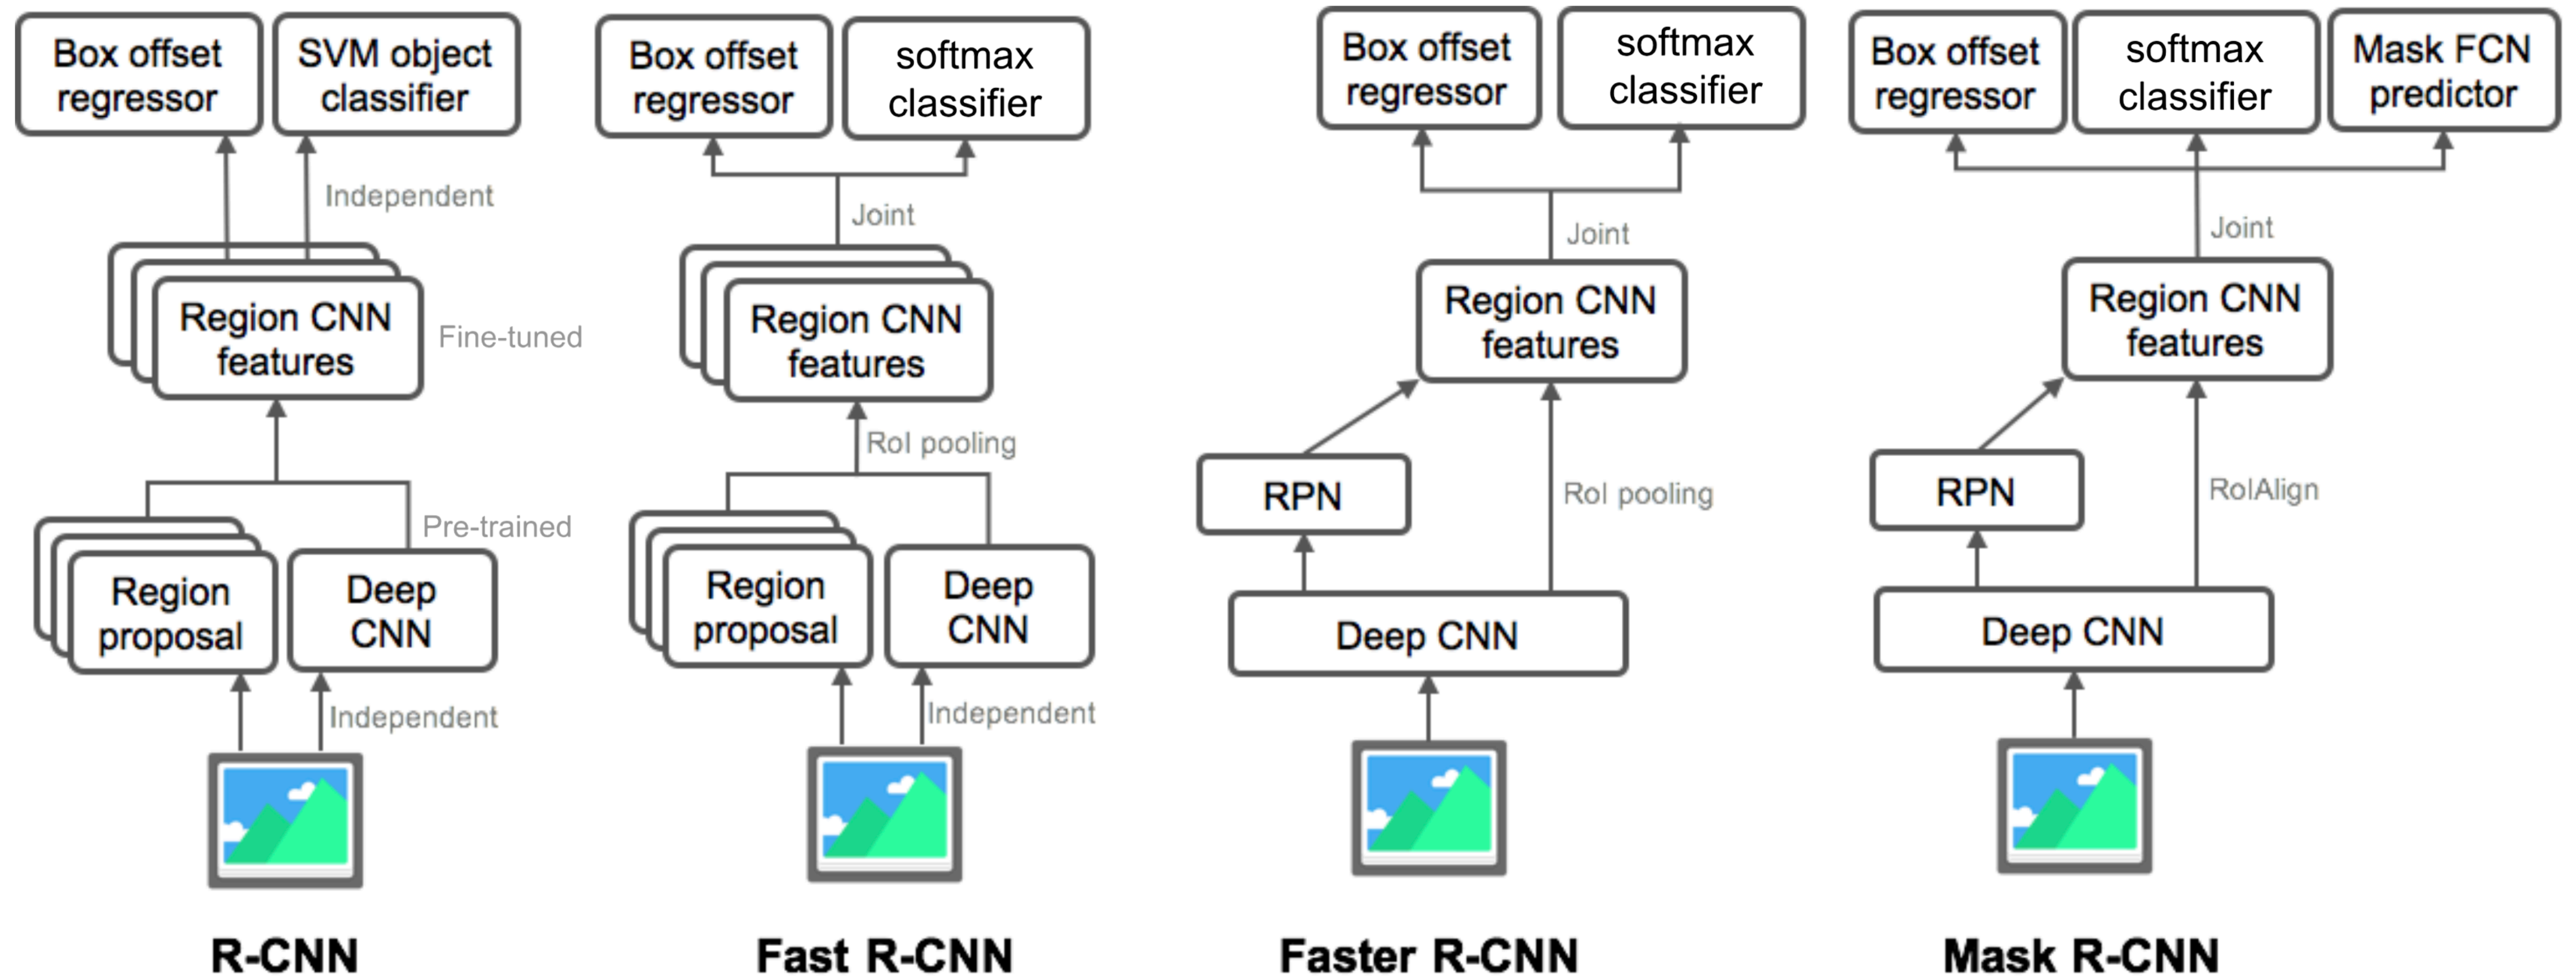 Box offset
regressor
SVM object
classifier
Independent
Region CNN
features
Fine-tuned
Pre-trained
Region
proposal
Deep
CNN
Independent
R-CNN
Box offset
regressor
softmax
classifier
Joint
Region CNN
features
RoI pooling
Region
proposal
Deep
CNN
Independent
Fast R-CNN
Box offset
regressor
softmax
classifier
Joint
Region CNN
features
RPN
RoI pooling
Deep CNN
Faster R-CNN
Box offset
regressor
softmax
classifier
Mask FCN
predictor
Joint
Region CNN
features
RPN
RoIAlign
Deep CNN
Mask R-CNN